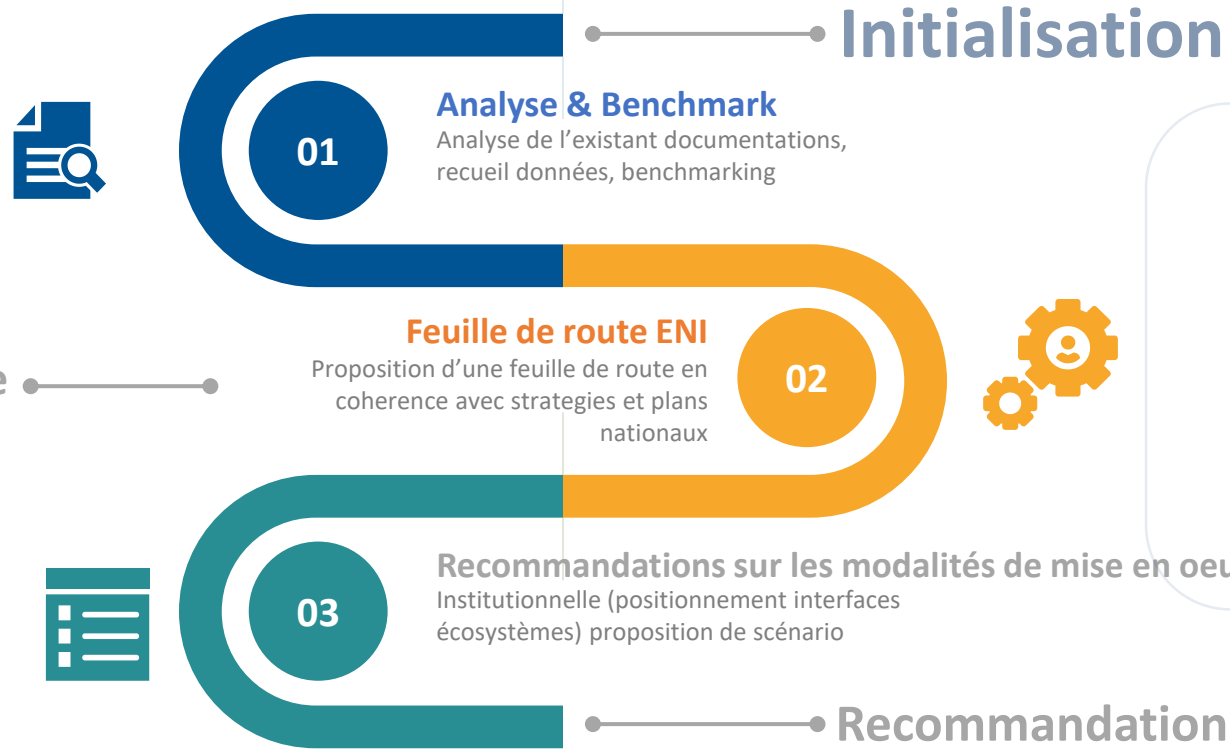 Initialisation
Analyse & Benchmark
01
Analyse de l’existant documentations,
recueil données, benchmarking
Feuille de route ENI
Proposition d’une feuille de route en
coherence avec strategies et plans
nationaux
02
e
Recommandations sur les modalités de mise en oeu
03
Institutionnelle (positionnement interfaces
écosystèmes) proposition de scénario
Recommandation